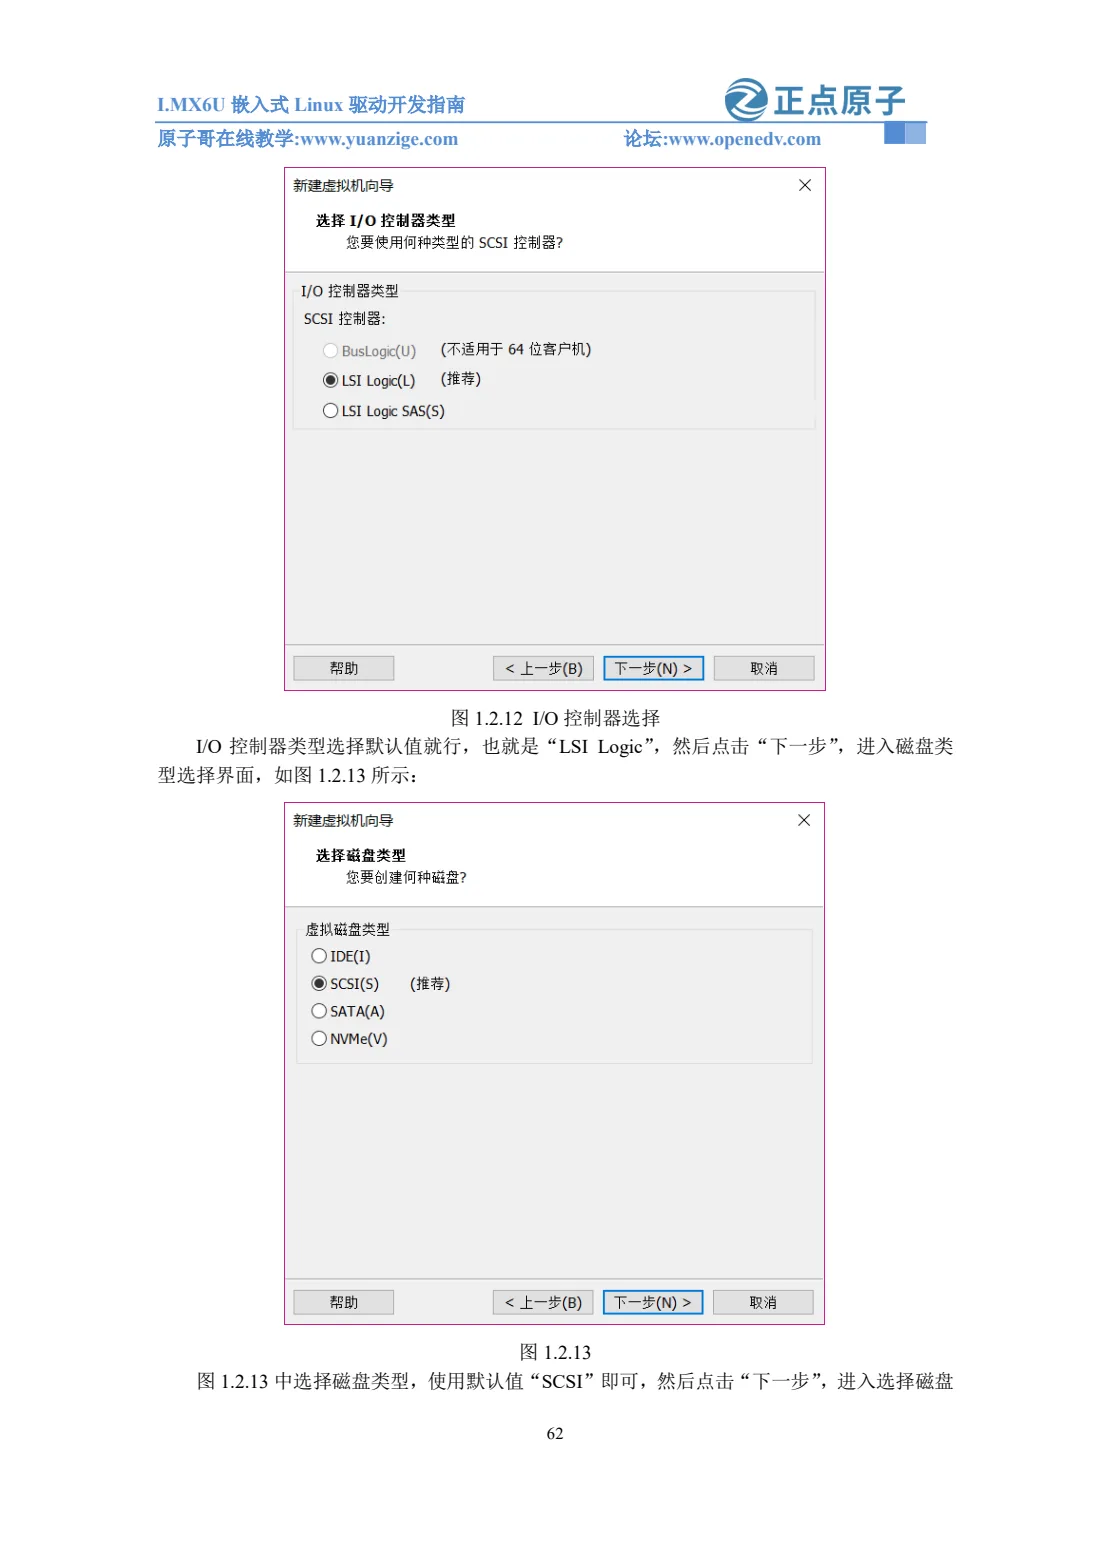 I.MX6U 嵌入式 Linux 驱动开发指南
正点原子
原子哥在线教学:www.yuanzige.com 论坛:www.openedv.com
新建虚拟机向导
选择 I/O 控制器类型
您要使用何种类型的 SCSI 控制器?
I/O 控制器类型
SCSI 控制器:
BusLogic(U) (不适用于 64 位客户机)
LSI Logic(L) (推荐)
LSI Logic SAS(S)
帮助 < 上一步(B) 下一步(N) > 取消
图 1.2.12 I/O 控制器选择
I/O 控制器类型选择默认值就行，也就是“LSI Logic”，然后点击“下一步”，进入磁盘类
型选择界面，如图 1.2.13 所示：
新建虚拟机向导
选择磁盘类型
您要创建何种磁盘?
虚拟磁盘类型
IDE(I)
SCSI(S) (推荐)
SATA(A)
NVMe(V)
帮助 < 上一步(B) 下一步(N) > 取消
图 1.2.13
图 1.2.13 中选择磁盘类型，使用默认值“SCSI”即可，然后点击“下一步”，进入选择磁盘
62